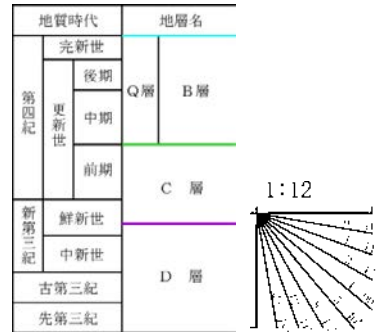 地質時代 地層名
完新世
第四紀 更新世 後期 Q層 B層
中期
前期 C 層
新第三紀 鮮新世
中新世 D 層
古第三紀
先第三紀
1:12